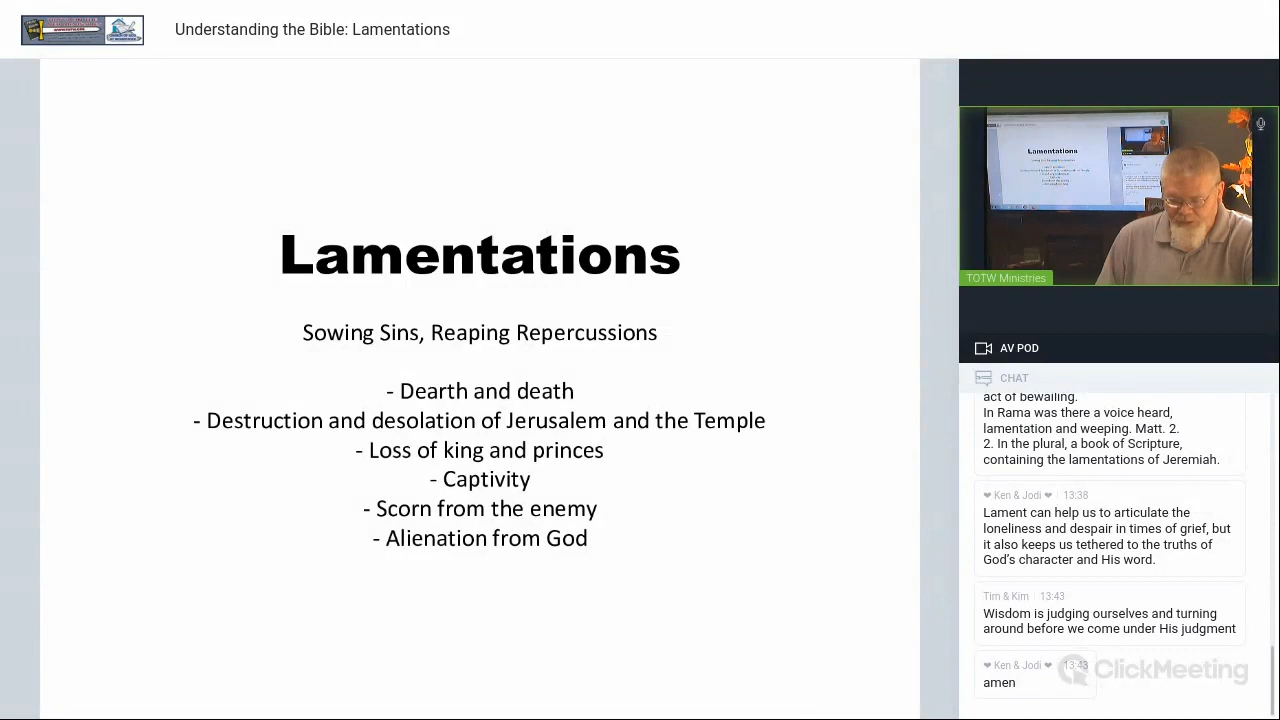 Understanding the Bible: Lamentations
Lamentations
Sowing Sins, Reaping Repercussions
- Dearth and death
- Destruction and desolation of Jerusalem and the Temple
- Loss of king and princes
- Captivity
- Scorn from the enemy
- Alienation from God
Lamentations
TOTW Ministries
AV POD
CHAT
act of bewailing.
In Rama was there a voice heard,
lamentation and weeping. Matt. 2.
2. In the plural, a book of Scripture,
containing the lamentations of Jeremiah.
❤ Ken & Jodi ❤ 13:38
Lament can help us to articulate the
loneliness and despair in times of grief, but
it also keeps us tethered to the truths of
God's character and His word.
Tim & Kim 13:43
Wisdom is judging ourselves and turning
around before we come under His judgment
❤ Ken & Jodi ❤ 13:43
amen
ClickMeeting